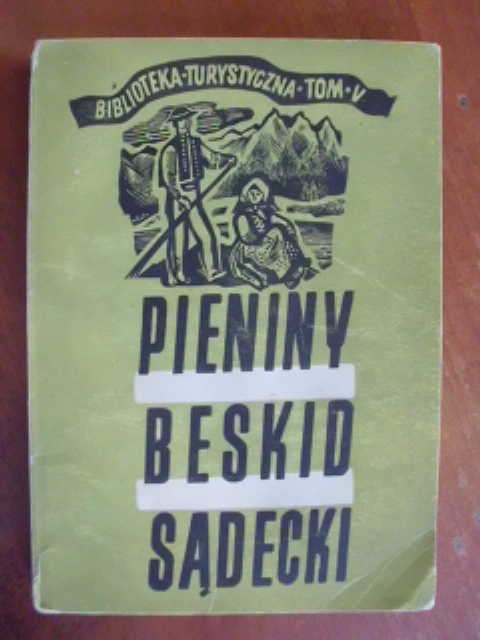 BIBLIOTEKA·TURYSTYCZNA·TOM·V
PIENINY
BESKID
SĄDECKI